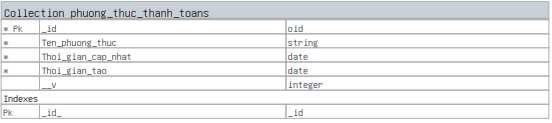 Collection phuong_thuc_thanh_toans
* Pk _id oid
* Ten_phuong_thuc string
* Thoi_gian_cap_nhat date
* Thoi_gian_tao date
__v integer
Indexes
Pk _id_ _id